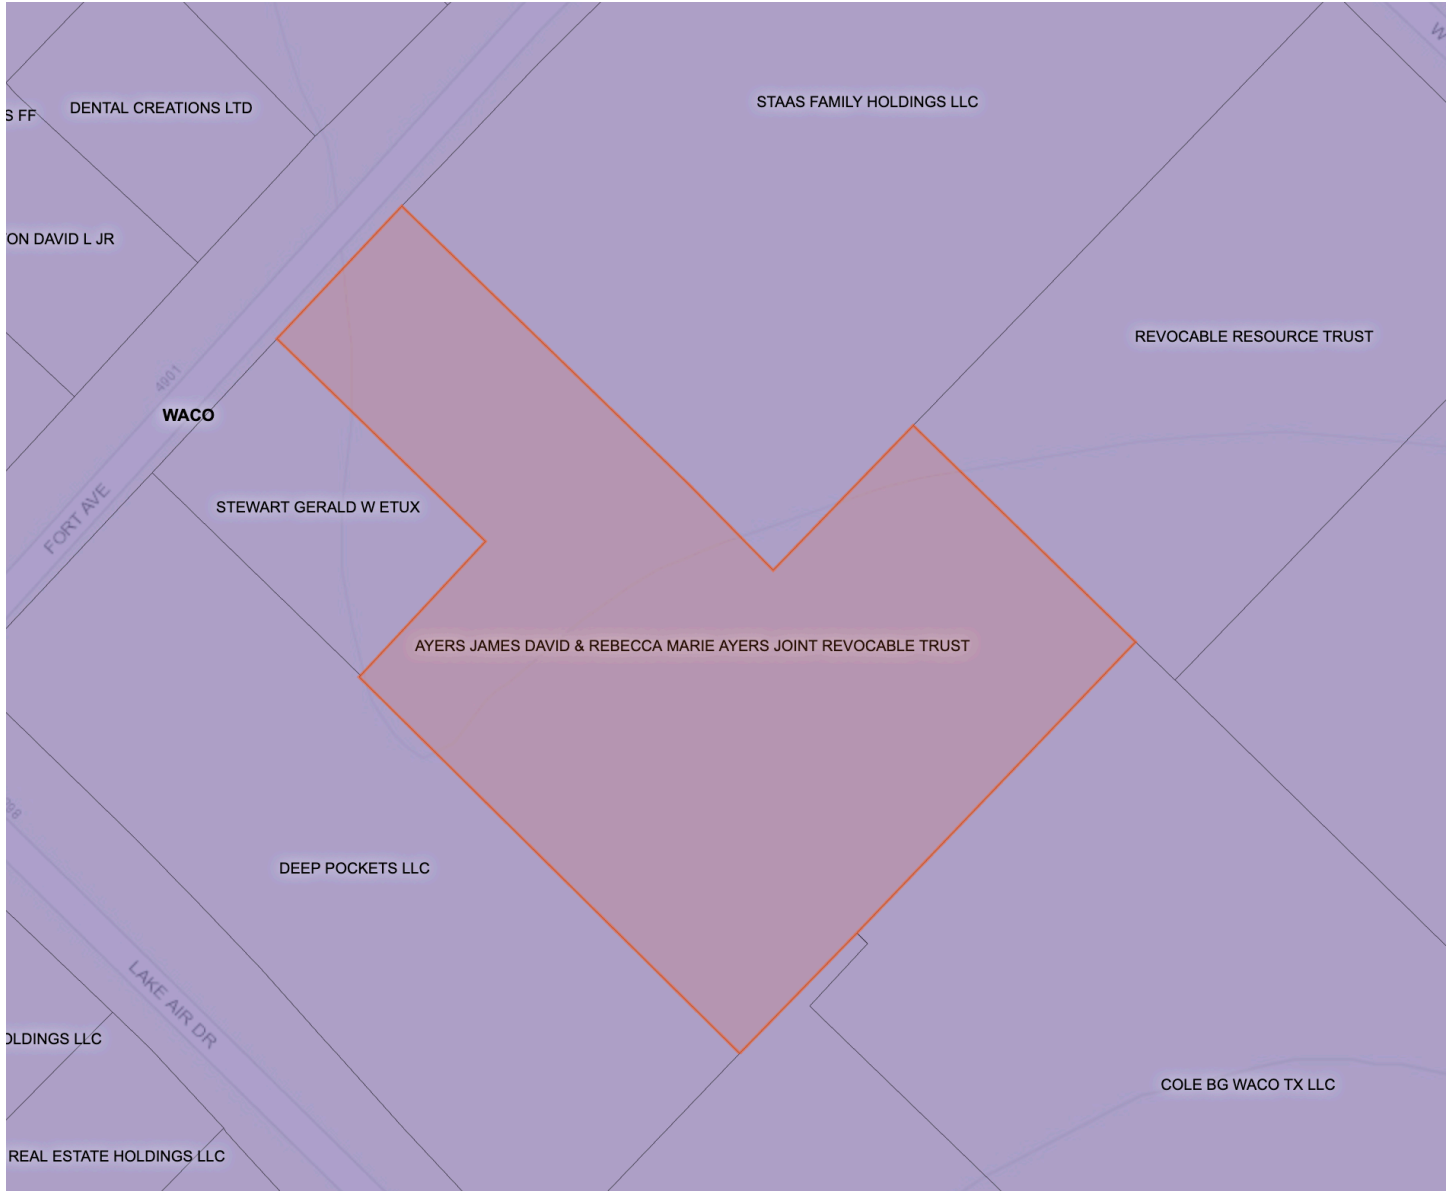 STAAS FAMILY HOLDINGS LLC
DENTAL CREATIONS LTD
S FF
ON DAVID L JR
REVOCABLE RESOURCE TRUST
4901
WACO
FORT AVE
STEWART GERALD W ETUX
AYERS JAMES DAVID & REBECCA MARIE AYERS JOINT REVOCABLE TRUST
98
DEEP POCKETS LLC
LAKE AIR DR
OLDINGS LLC
COLE BG WACO TX LLC
REAL ESTATE HOLDINGS LLC